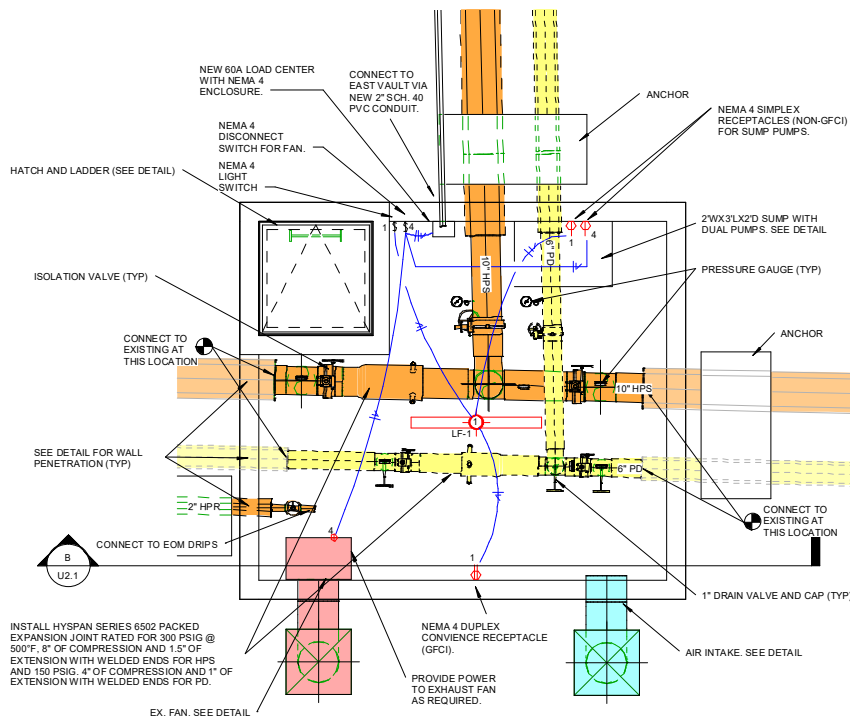 NEW 60A LOAD CENTER
WITH NEMA 4
ENCLOSURE.
CONNECT TO
EAST VAULT VIA
NEW 2" SCH. 40
PVC CONDUIT.
ANCHOR
NEMA 4 SIMPLEX
RECEPTACLES (NON-GFCI)
FOR SUMP PUMPS.
NEMA 4
DISCONNECT
SWITCH FOR FAN.
NEMA 4
LIGHT
SWITCH
HATCH AND LADDER (SEE DETAIL)
1
$
$
4
1
4
2'WX3'LX2'D SUMP WITH
DUAL PUMPS. SEE DETAIL
10" HPS
6" PD
ISOLATION VALVE (TYP)
PRESSURE GAUGE (TYP)
CONNECT TO
EXISTING AT
THIS LOCATION
ANCHOR
10" HPS
1
LF-1
SEE DETAIL FOR WALL
PENETRATION (TYP)
6" PD
2" HPR
CONNECT TO
EXISTING AT
THIS LOCATION
CONNECT TO EOM DRIPS
4
1
B
U2.1
1" DRAIN VALVE AND CAP (TYP)
INSTALL HYSPAN SERIES 6502 PACKED
EXPANSION JOINT RATED FOR 300 PSIG @
500°F, 8" OF COMPRESSION AND 1.5" OF
EXTENSION WITH WELDED ENDS FOR HPS
AND 150 PSIG. 4" OF COMPRESSION AND 1" OF
EXTENSION WITH WELDED ENDS FOR PD.
NEMA 4 DUPLEX
CONVIENCE RECEPTACLE
(GFCI).
AIR INTAKE. SEE DETAIL
PROVIDE POWER
TO EXHAUST FAN
AS REQUIRED.
EX. FAN. SEE DETAIL